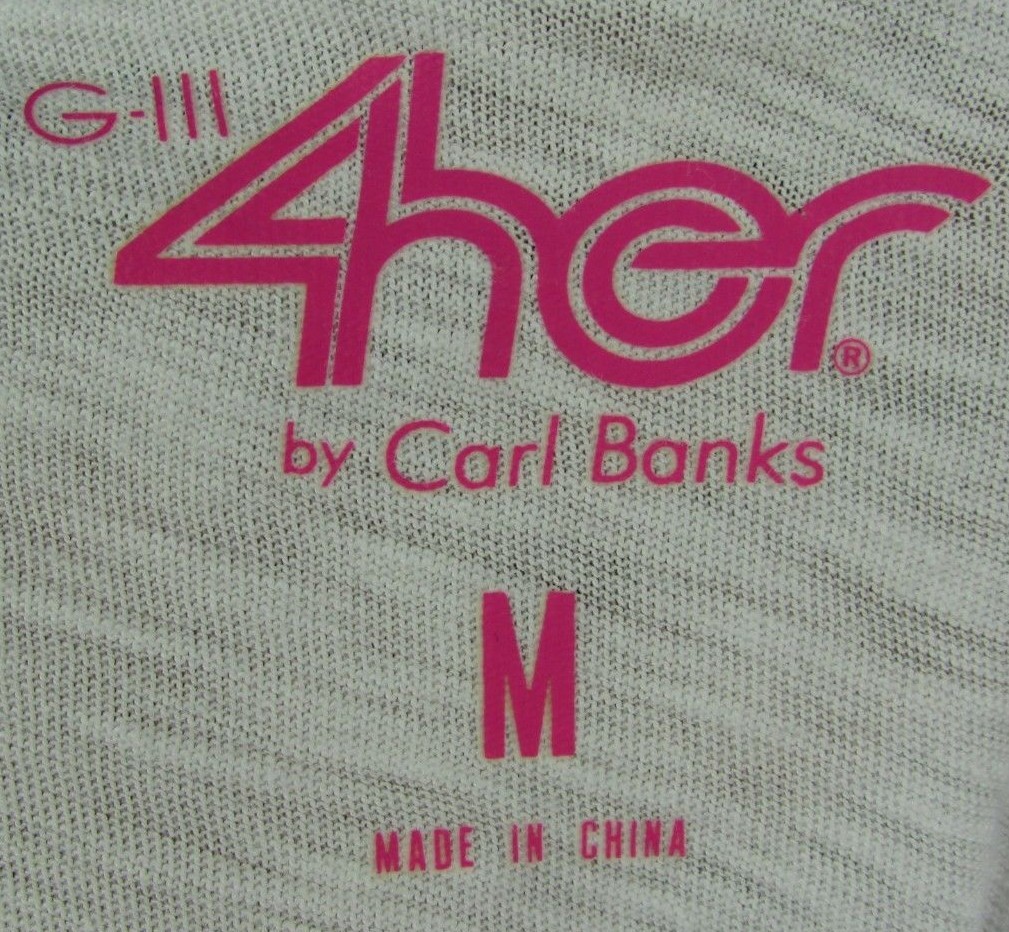 G-III
4her®
by Carl Banks
M
MADE IN CHINA